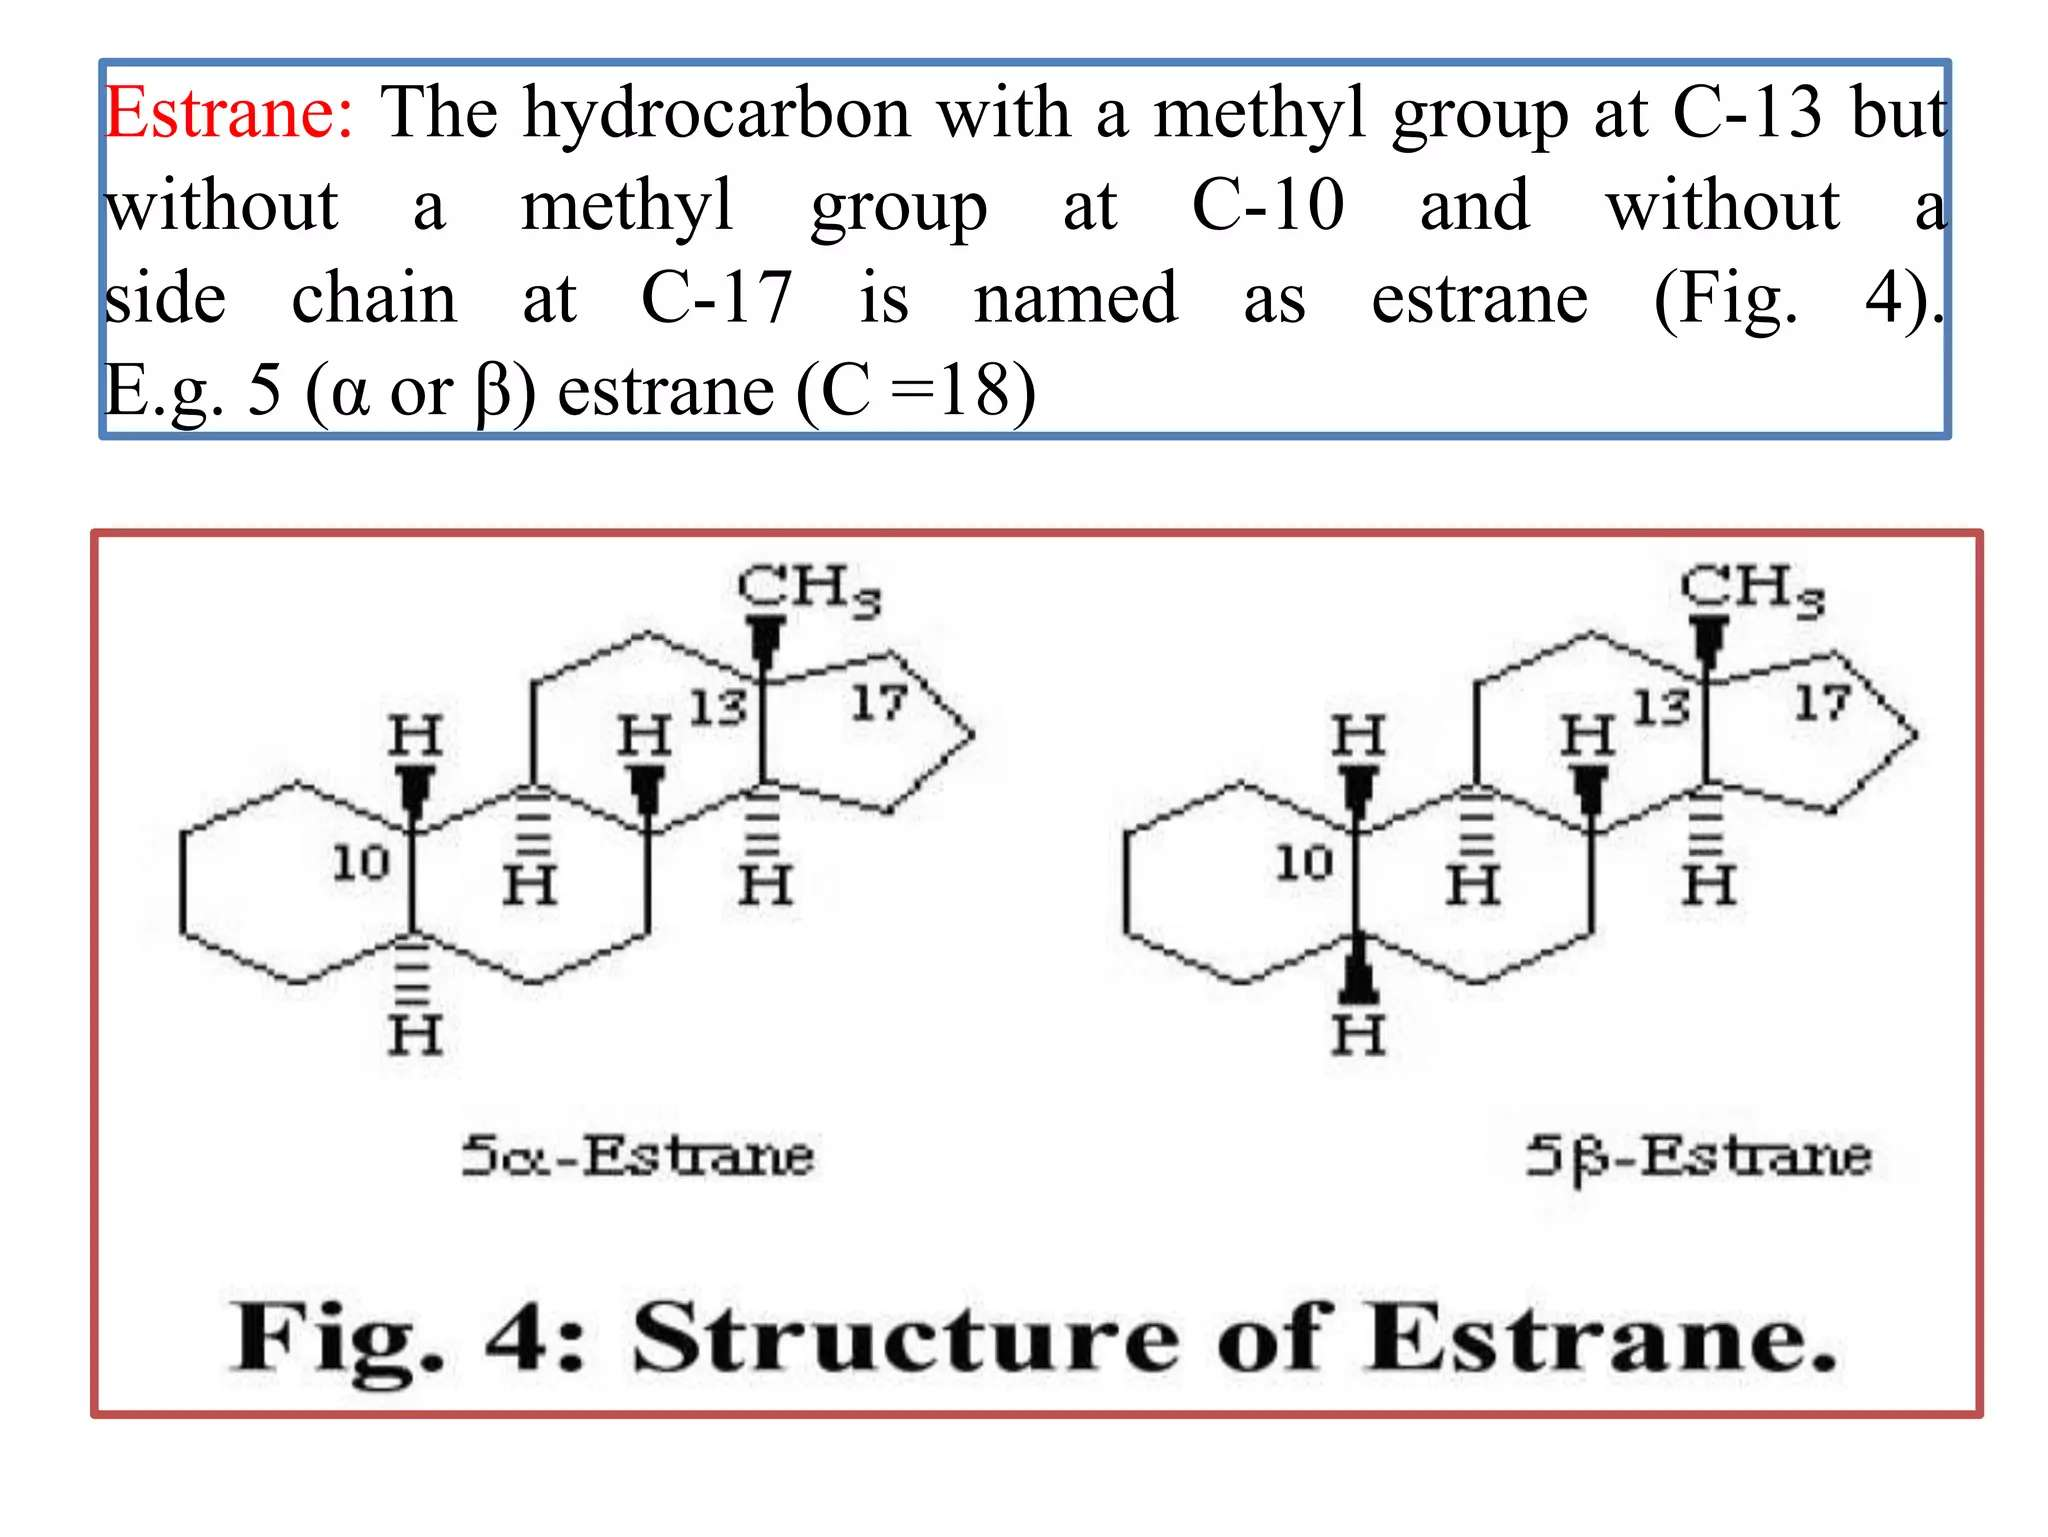 Estrane: The hydrocarbon with a methyl group at C-13 but
without a methyl group at C-10 and without a
side chain at C-17 is named as estrane (Fig. 4).
E.g. 5 (α or β) estrane (C =18)
CH₃ CH₃
H H 13 17 H H 13 17
10 H H 10 H H
H H
5α-Estrane 5β-Estrane
Fig. 4: Structure of Estrane.